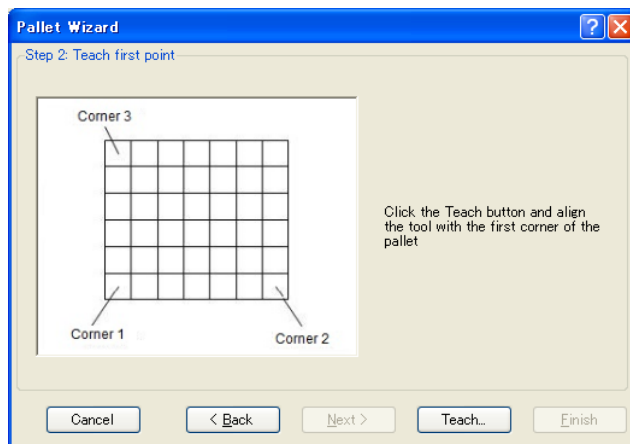 Pallet Wizard
Step 2: Teach first point
Corner 3
Click the Teach button and align
the tool with the first corner of the
pallet
Corner 1
Corner 2
Cancel
< Back
Next >
Teach...
Finish